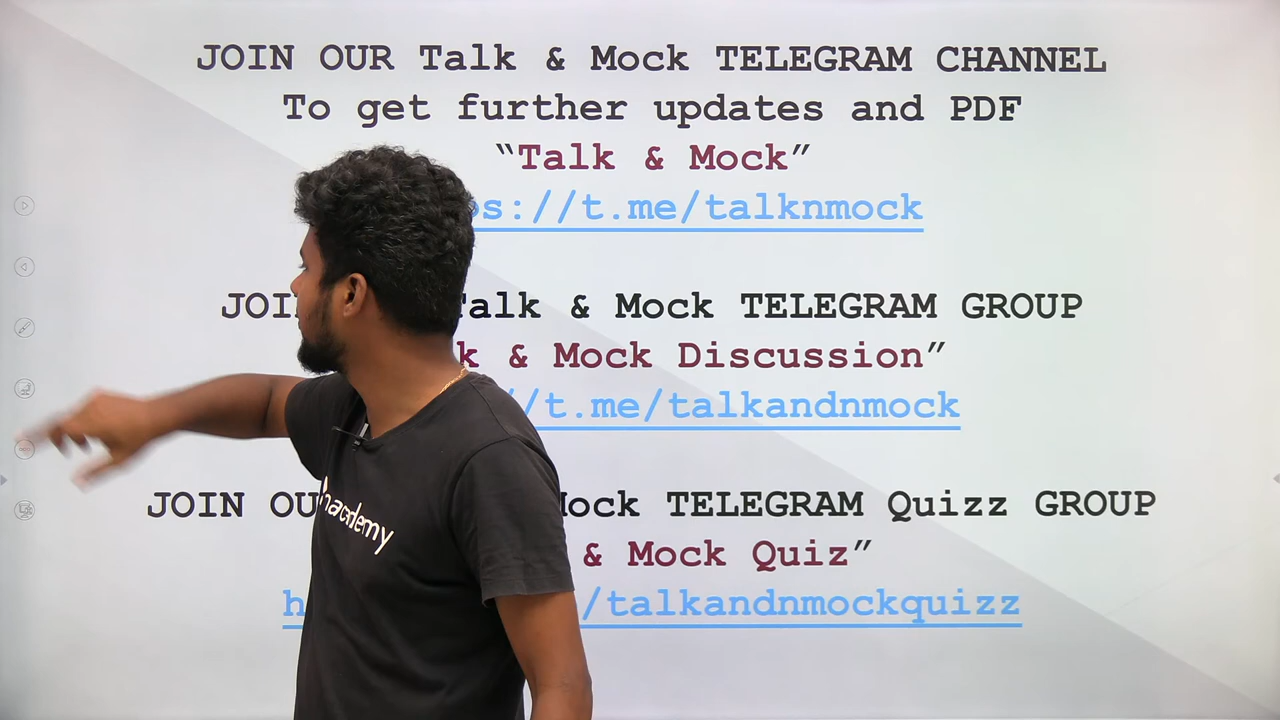 JOIN OUR Talk & Mock TELEGRAM CHANNEL
To get further updates and PDF
“Talk & Mock”
ps://t.me/talknmock
JOI Talk & Mock TELEGRAM GROUP
k & Mock Discussion”
/t.me/talkandnmock
JOIN OU Mock TELEGRAM Quizz GROUP
& Mock Quiz”
h /talkandnmockquizz
nacademy